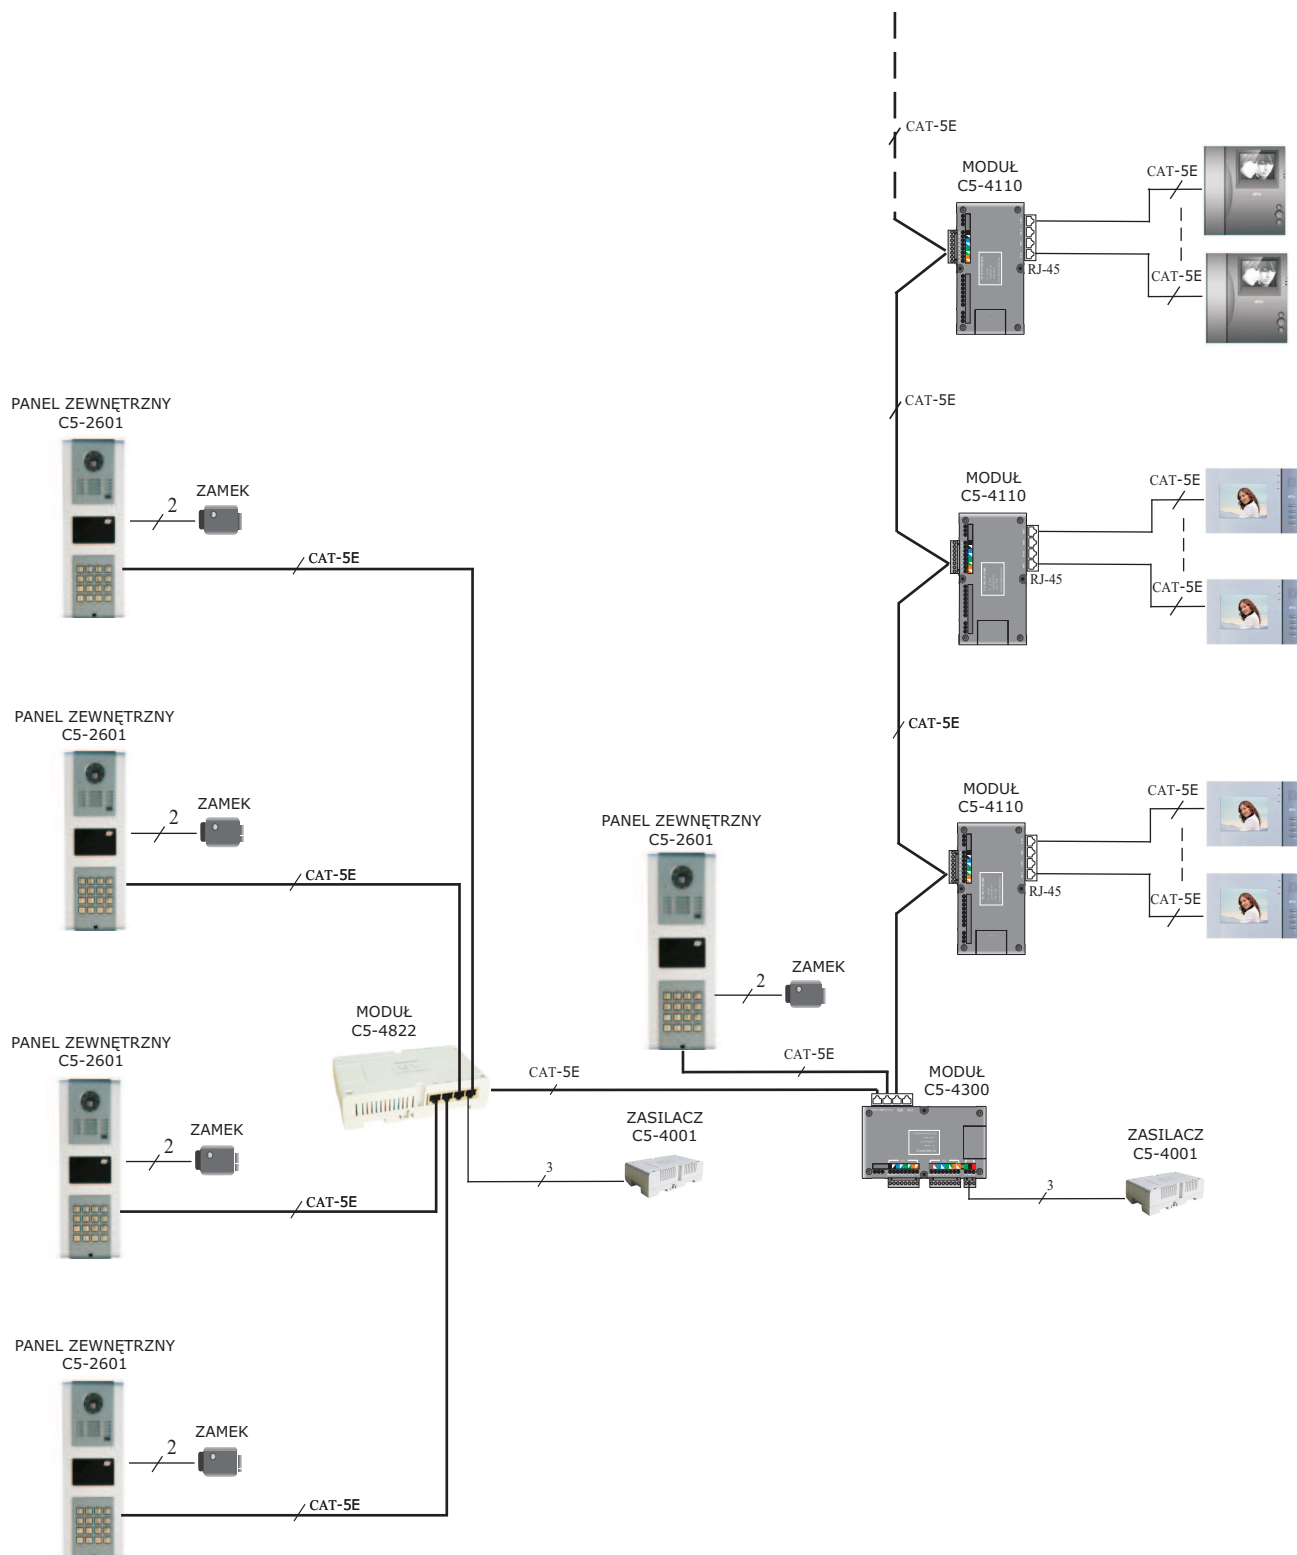 CAT-5E
MODUŁ
C5-4110
CAT-5E
CAT-5E
RJ-45
CAT-5E
PANEL ZEWNĘTRZNY
C5-2601
2
ZAMEK
CAT-5E
MODUŁ
C5-4110
CAT-5E
CAT-5E
RJ-45
CAT-5E
PANEL ZEWNĘTRZNY
C5-2601
2
ZAMEK
CAT-5E
MODUŁ
C5-4110
CAT-5E
CAT-5E
RJ-45
PANEL ZEWNĘTRZNY
C5-2601
2
ZAMEK
CAT-5E
MODUŁ
C5-4822
CAT-5E
PANEL ZEWNĘTRZNY
C5-2601
2
ZAMEK
CAT-5E
MODUŁ
C5-4300
ZASILACZ
C5-4001
3
ZASILACZ
C5-4001
3
PANEL ZEWNĘTRZNY
C5-2601
2
ZAMEK
CAT-5E